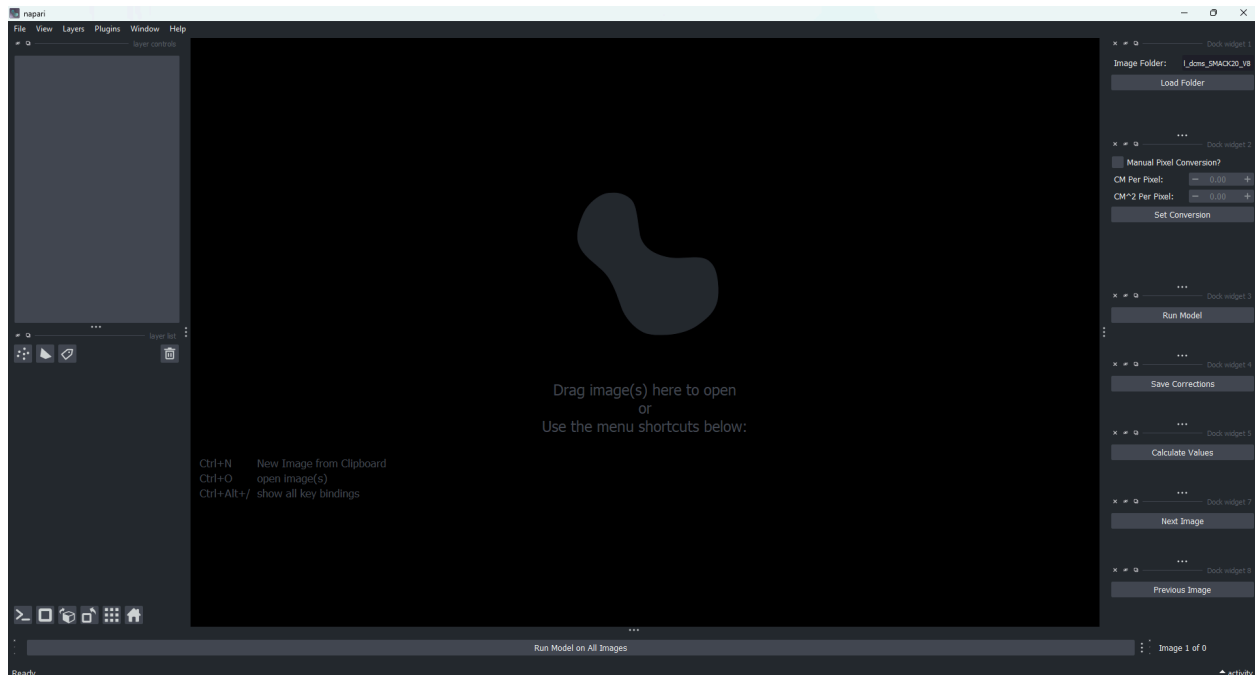 napari
File View Layers Plugins Window Help
layer controls
layer list
Drag image(s) here to open
or
Use the menu shortcuts below:
Ctrl+N New Image from Clipboard
Ctrl+O open image(s)
Ctrl+Alt+/ show all key bindings
Dock widget 1
Image Folder: l_dcms_SMACK20_V8
Load Folder
Dock widget 2
Manual Pixel Conversion?
CM Per Pixel: − 0.00 +
CM^2 Per Pixel: − 0.00 +
Set Conversion
Dock widget 3
Run Model
Dock widget 4
Save Corrections
Dock widget 5
Calculate Values
Dock widget 7
Next Image
Dock widget 8
Previous Image
Run Model on All Images
Image 1 of 0
Ready
activity